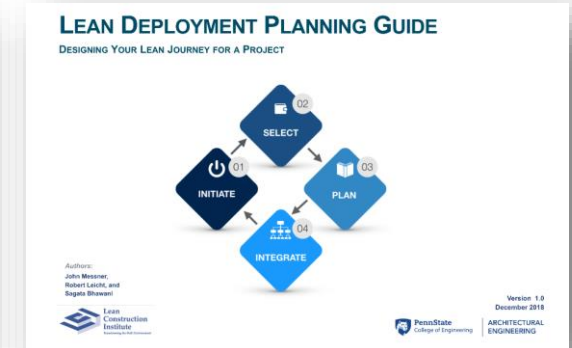 LEAN DEPLOYMENT PLANNING GUIDE
DESIGNING YOUR LEAN JOURNEY FOR A PROJECT
02
SELECT
01
INITIATE
03
PLAN
04
INTEGRATE
Authors:
John Messner,
Robert Leicht, and
Sagata Bhawani
Lean
Construction
Institute
Version 1.0
December 2018
PennState
College of Engineering
ARCHITECTURAL
ENGINEERING